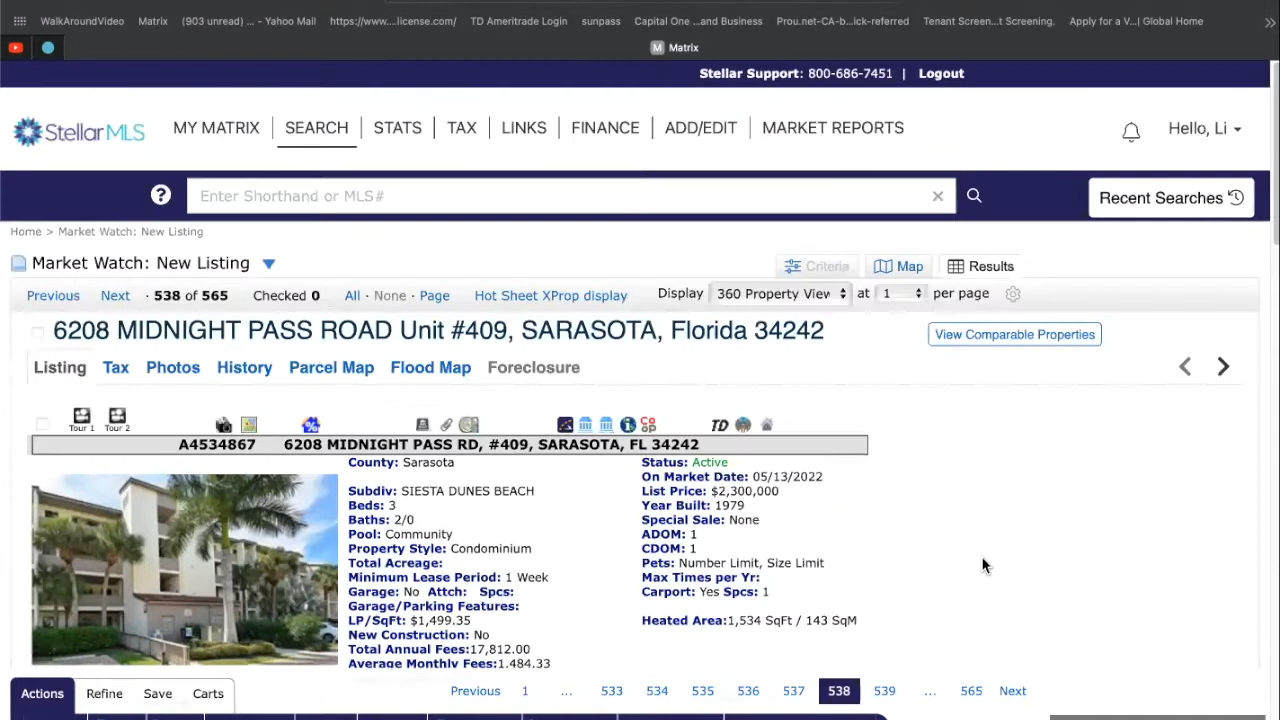 WalkAroundVideo Matrix (903 unread) ... – Yahoo Mail https://www....license.com/ TD Ameritrade Login sunpass Capital One ...and Business Prou.net-CA-b...ick-referred Tenant Screen...t Screening. Apply for a V...| Global Home
M Matrix
Stellar Support: 800-686-7451 | Logout
StellarMLS MY MATRIX SEARCH STATS TAX LINKS FINANCE ADD/EDIT MARKET REPORTS Hello, Li
? Enter Shorthand or MLS# Recent Searches
Home > Market Watch: New Listing
Market Watch: New Listing Criteria Map Results
Previous Next · 538 of 565 Checked 0 All · None · Page Hot Sheet XProp display Display 360 Property View at 1 per page
6208 MIDNIGHT PASS ROAD Unit #409, SARASOTA, Florida 34242 View Comparable Properties
Listing Tax Photos History Parcel Map Flood Map Foreclosure
Tour 1 Tour 2 CO OP TD
A4534867 6208 MIDNIGHT PASS RD, #409, SARASOTA, FL 34242
County: Sarasota Status: Active
On Market Date: 05/13/2022
Subdiv: SIESTA DUNES BEACH List Price: $2,300,000
Beds: 3 Year Built: 1979
Baths: 2/0 Special Sale: None
Pool: Community ADOM: 1
Property Style: Condominium CDOM: 1
Total Acreage: Pets: Number Limit, Size Limit
Minimum Lease Period: 1 Week Max Times per Yr:
Garage: No Attch: Spcs: Carport: Yes Spcs: 1
Garage/Parking Features:
LP/SqFt: $1,499.35 Heated Area:1,534 SqFt / 143 SqM
New Construction: No
Total Annual Fees:17,812.00
Average Monthly Fees:1,484.33
Actions Refine Save Carts Previous 1 ... 533 534 535 536 537 538 539 ... 565 Next